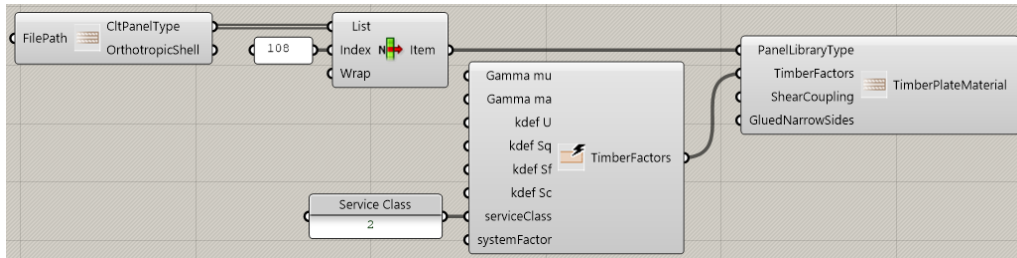 FilePath
CltPanelType
OrthotropicShell
108
List
Index
Wrap
N
Item
Gamma mu
Gamma ma
kdef U
kdef Sq
kdef Sf
kdef Sc
serviceClass
systemFactor
TimberFactors
Service Class
2
PanelLibraryType
TimberFactors
ShearCoupling
GluedNarrowSides
TimberPlateMaterial